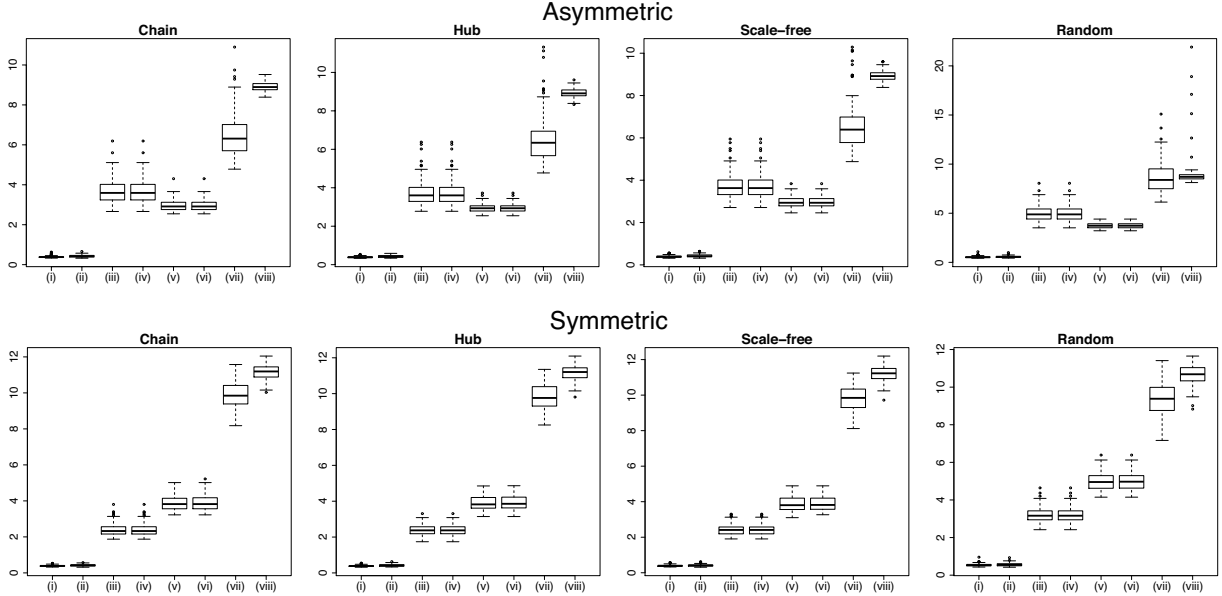 Asymmetric
Chain
Hub
Scale−free
Random
0 2 4 6 8 10
(i) (ii) (iii) (iv) (v) (vi) (vii) (viii)
0 2 4 6 8 10
(i) (ii) (iii) (iv) (v) (vi) (vii) (viii)
0 2 4 6 8 10
(i) (ii) (iii) (iv) (v) (vi) (vii) (viii)
0 5 10 15 20
(i) (ii) (iii) (iv) (v) (vi) (vii) (viii)
Symmetric
Chain
Hub
Scale−free
Random
0 2 4 6 8 10 12
(i) (ii) (iii) (iv) (v) (vi) (vii) (viii)
0 2 4 6 8 10 12
(i) (ii) (iii) (iv) (v) (vi) (vii) (viii)
0 2 4 6 8 10 12
(i) (ii) (iii) (iv) (v) (vi) (vii) (viii)
0 2 4 6 8 10 12
(i) (ii) (iii) (iv) (v) (vi) (vii) (viii)